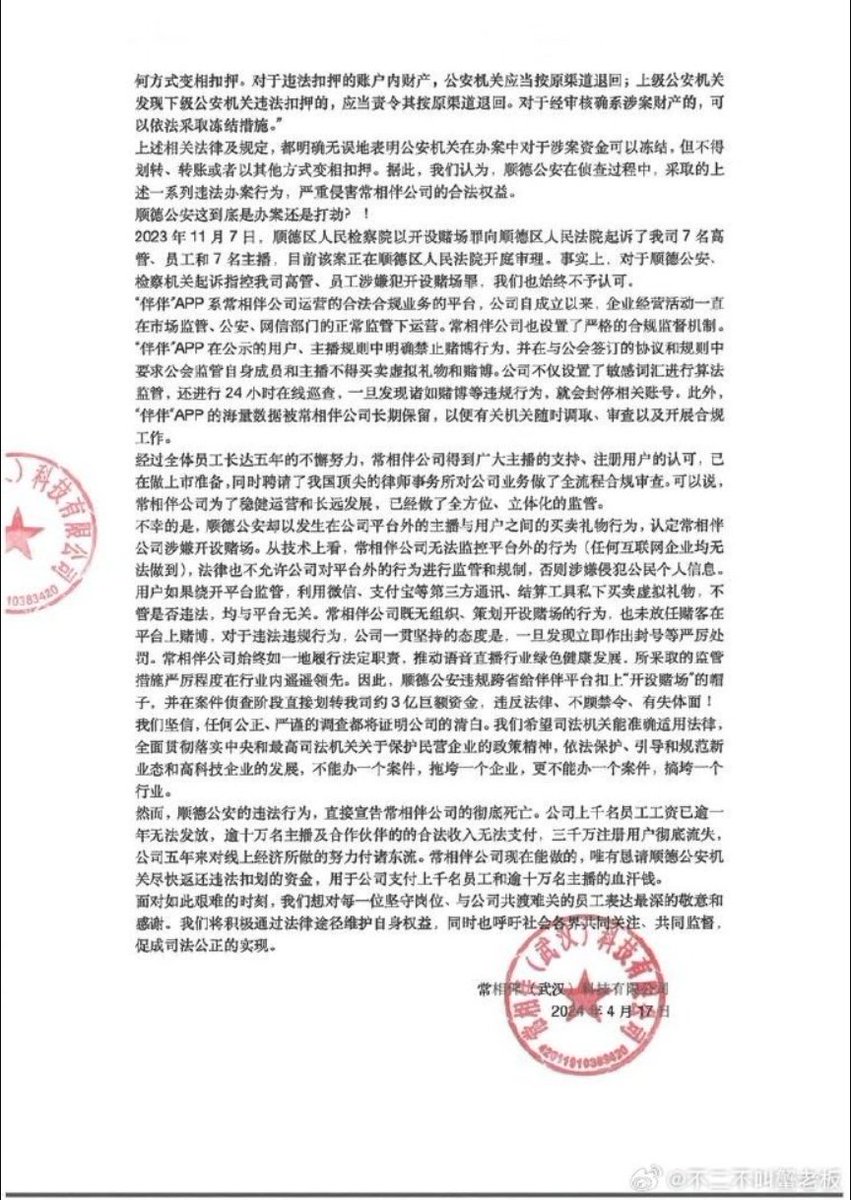 何方式变相扣押。对于违法扣押的账户内财产，公安机关应当按原渠道退回；上级公安机关
发现下级公安机关违法扣押的，应当责令其按原渠道退回。对于经审核确系涉案财产的，可
以依法采取冻结措施。”
上述相关法律及规定，都明确无误地表明公安机关在办案中对于涉案资金可以冻结，但不得
划转、转账或者以其他方式变相扣押。据此，我们认为，顺德公安在侦查过程中，采取的上
述一系列违法办案行为，严重侵害常相伴公司的合法权益。
顺德公安这到底是办案还是打劫？！
2023 年 11 月 7 日，顺德区人民检察院以开设赌场罪向顺德区人民法院起诉了我司 7 名高
管、员工和 7 名主播，目前该案正在顺德区人民法院开庭审理。事实上，对于顺德公安、
检察机关起诉指控我司高管、员工涉嫌犯开设赌场罪，我们也始终不予认可。
“伴伴”APP 系常相伴公司运营的合法合规业务的平台，公司自成立以来，企业经营活动一直
在市场监管、公安、网信部门的正常监管下运营。常相伴公司也设置了严格的合规监督机制。
“伴伴”APP 在公示的用户、主播规则中明确禁止赌博行为，并在与公会签订的协议和规则中
要求公会监管自身成员和主播不得买卖虚拟礼物和赌博。公司不仅设置了敏感词汇进行算法
监管，还进行 24 小时在线巡查，一旦发现诸如赌博等违规行为，就会封停相关账号。此外，
“伴伴”APP 的海量数据被常相伴公司长期保留，以便有关机关随时调取、审查以及开展合规
工作。
经过全体员工长达五年的不懈努力，常相伴公司得到广大主播的支持、注册用户的认可，已
在做上市准备，同时聘请了我国顶尖的律师事务所对公司业务做了全流程合规审查。可以说，
常相伴公司为了稳健运营和长远发展，已经做了全方位、立体化的监管。
不幸的是，顺德公安却以发生在公司平台外的主播与用户之间的买卖礼物行为，认定常相伴
公司涉嫌开设赌场。从技术上看，常相伴公司无法监控平台外的行为（任何互联网企业均无
法做到），法律也不允许公司对平台外的行为进行监管和规制，否则涉嫌侵犯公民个人信息。
用户如果绕开平台监管，利用微信、支付宝等第三方通讯、结算工具私下买卖虚拟礼物，不
管是否违法，均与平台无关。常相伴公司既无组织、策划开设赌场的行为，也未放任赌客在
平台上赌博，对于违法违规行为，公司一贯坚持的态度是，一旦发现立即作出封号等严厉处
罚。常相伴公司始终如一地履行法定职责，推动语音直播行业绿色健康发展，所采取的监管
措施严厉程度在行业内遥遥领先。因此，顺德公安违规跨省给伴伴平台扣上“开设赌场”的帽
子，并在案件侦查阶段直接划转我司约 3 亿巨额资金，违反法律、不顾禁令、有失体面！
我们坚信，任何公正、严谨的调查都将证明公司的清白。我们希望司法机关能准确适用法律，
全面贯彻落实中央和最高司法机关关于保护民营企业的政策精神，依法保护、引导和规范新
业态和高科技企业的发展，不能办一个案件，拖垮一个企业，更不能办一个案件，搞垮一个
行业。
然而，顺德公安的违法行为，直接宣告常相伴公司的彻底死亡。公司上千名员工工资已逾一
年无法发放，逾十万名主播及合作伙伴的的合法收入无法支付，三千万注册用户彻底流失，
公司五年来对线上经济所做的努力付诸东流。常相伴公司现在能做的，唯有恳请顺德公安机
关尽快返还违法扣划的资金，用于公司支付上千名员工和逾十万名主播的血汗钱。
面对如此艰难的时刻，我们想对每一位坚守岗位、与公司共渡难关的员工表达最深的敬意和
感谢。我们将积极通过法律途径维护自身权益，同时也呼吁社会各界共同关注、共同监督，
促成司法公正的实现。
）科技有限公司
10383420
常相伴（武汉）科技有限公司
2024 年 4 月 17 日
常相伴（武汉）科技有限公司
42011910383420
@不三不叫蟹老板